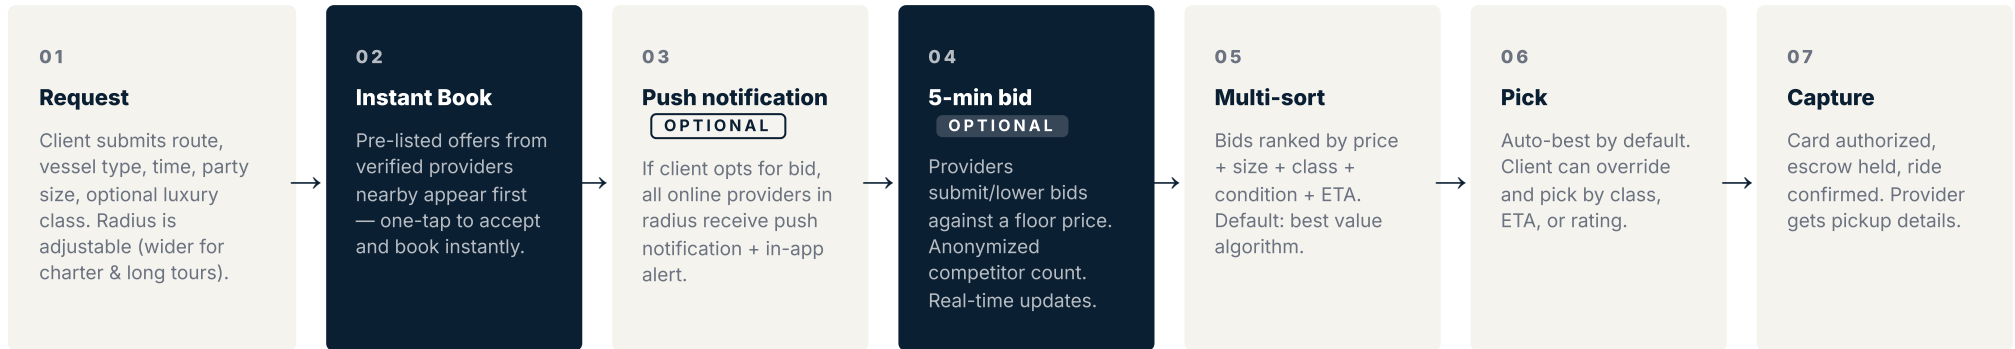 01
Request
Client submits route,
vessel type, time, party
size, optional luxury
class. Radius is
adjustable (wider for
charter & long tours).
→
02
Instant Book
Pre-listed offers from
verified providers
nearby appear first
— one-tap to accept
and book instantly.
→
03
Push notification
OPTIONAL
If client opts for bid,
all online providers in
radius receive push
notification + in-app
alert.
→
04
5-min bid
OPTIONAL
Providers
submit/lower bids
against a floor price.
Anonymized
competitor count.
Real-time updates.
→
05
Multi-sort
Bids ranked by price
+ size + class +
condition + ETA.
Default: best value
algorithm.
→
06
Pick
Auto-best by default.
Client can override
and pick by class,
ETA, or rating.
→
07
Capture
Card authorized,
escrow held, ride
confirmed. Provider
gets pickup details.